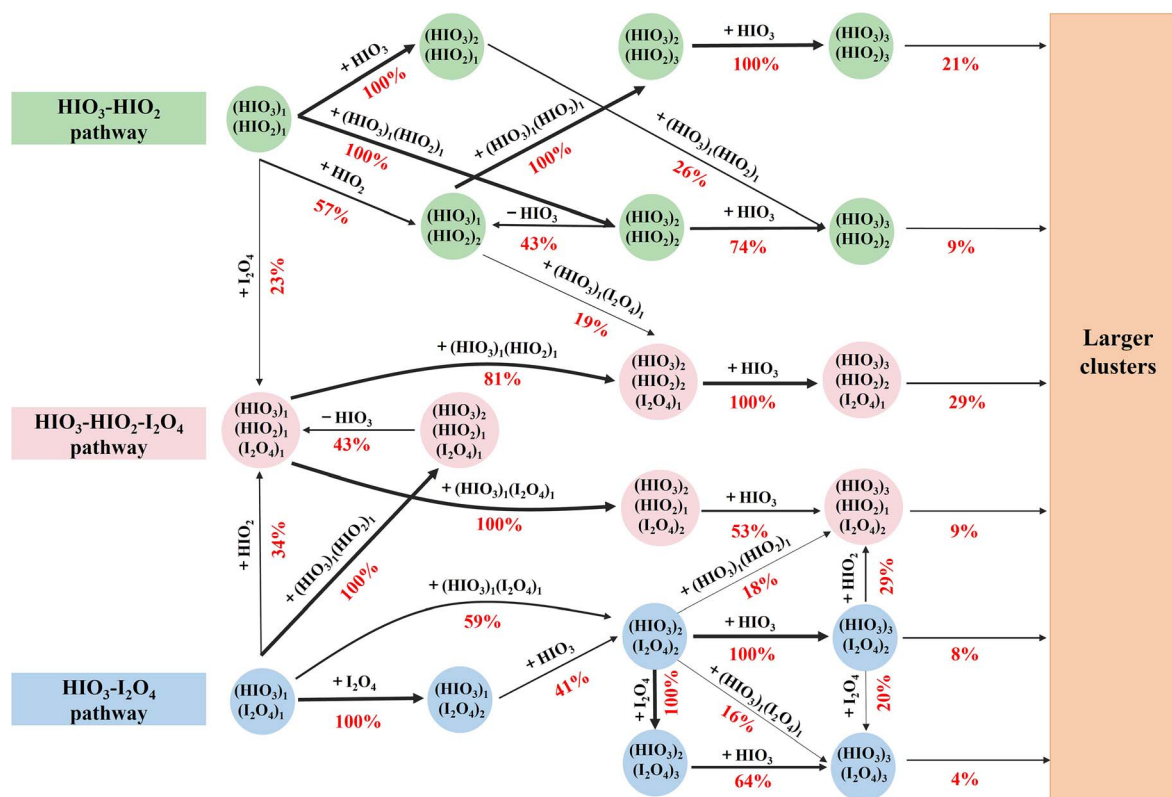 HIO₃-HIO₂
pathway
(HIO₃)₁
(HIO₂)₁
+ HIO₃
100%
(HIO₃)₂
(HIO₂)₁
+ (HIO₃)₁(HIO₂)₁
100%
+ HIO₂
57%
(HIO₃)₁
(HIO₂)₂
+ (HIO₃)₁(HIO₂)₁
100%
(HIO₃)₂
(HIO₂)₃
+ HIO₃
100%
(HIO₃)₃
(HIO₂)₃
21%
+ (HIO₃)₁(HIO₂)₁
26%
− HIO₃
43%
(HIO₃)₂
(HIO₂)₂
+ HIO₃
74%
(HIO₃)₃
(HIO₂)₂
9%
+ I₂O₄
23%
+ (HIO₃)₁(I₂O₄)₁
19%
Larger
clusters
HIO₃-HIO₂-I₂O₄
pathway
(HIO₃)₁
(HIO₂)₁
(I₂O₄)₁
+ (HIO₃)₁(HIO₂)₁
81%
− HIO₃
43%
(HIO₃)₂
(HIO₂)₁
(I₂O₄)₁
(HIO₃)₂
(HIO₂)₂
(I₂O₄)₁
+ HIO₃
100%
(HIO₃)₃
(HIO₂)₂
(I₂O₄)₁
29%
+ (HIO₃)₁(I₂O₄)₁
100%
(HIO₃)₂
(HIO₂)₁
(I₂O₄)₂
+ HIO₃
53%
(HIO₃)₃
(HIO₂)₁
(I₂O₄)₂
9%
+ HIO₂
34%
+ (HIO₃)₁(HIO₂)₁
100%
+ (HIO₃)₁(HIO₂)₁
18%
+ HIO₂
29%
HIO₃-I₂O₄
pathway
(HIO₃)₁
(I₂O₄)₁
+ (HIO₃)₁(I₂O₄)₁
59%
+ I₂O₄
100%
(HIO₃)₁
(I₂O₄)₂
+ HIO₃
41%
(HIO₃)₂
(I₂O₄)₂
+ HIO₃
100%
(HIO₃)₃
(I₂O₄)₂
8%
+ I₂O₄
100%
+ (HIO₃)₁(I₂O₄)₁
16%
+ I₂O₄
20%
(HIO₃)₂
(I₂O₄)₃
+ HIO₃
64%
(HIO₃)₃
(I₂O₄)₃
4%